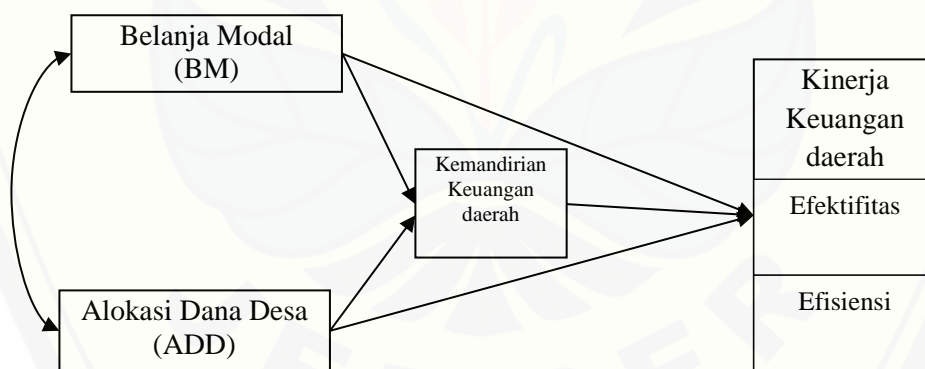 Belanja Modal
(BM)
Kinerja
Keuangan
daerah
Kemandirian
Keuangan
daerah
Efektifitas
Efisiensi
Alokasi Dana Desa
(ADD)